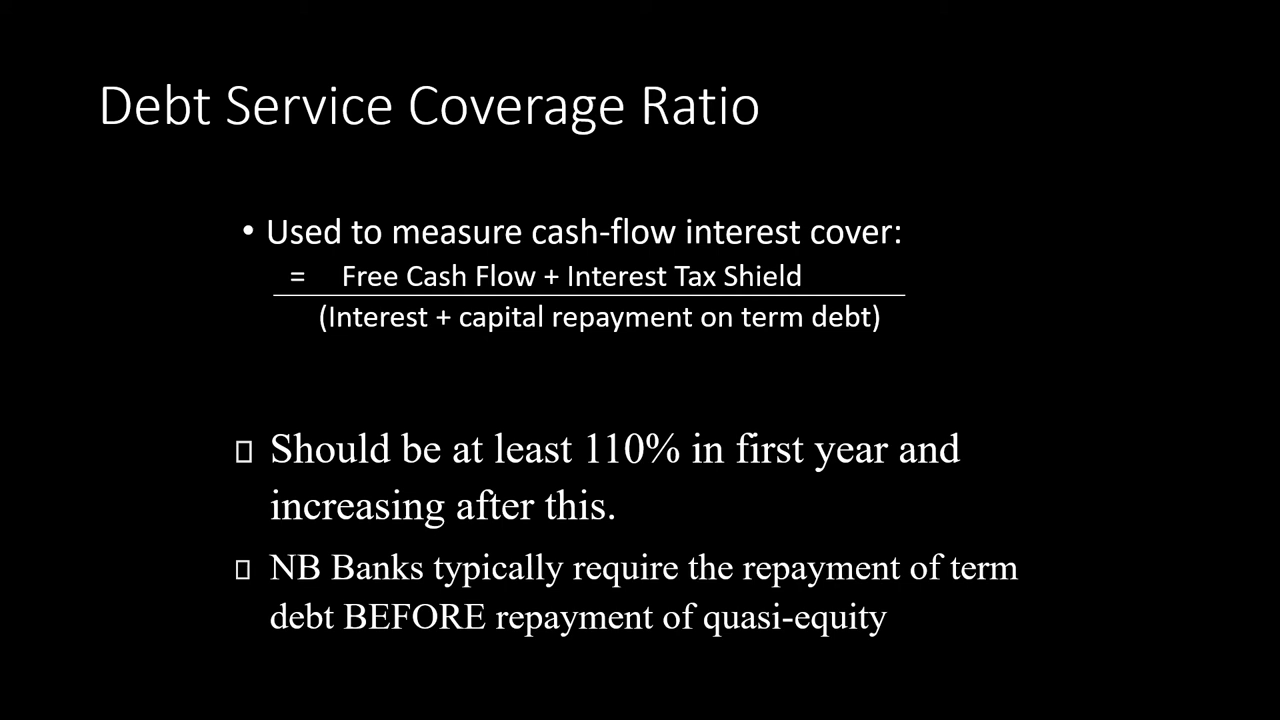 Debt Service Coverage Ratio
• Used to measure cash-flow interest cover:
= Free Cash Flow + Interest Tax Shield
(Interest + capital repayment on term debt)
▯ Should be at least 110% in first year and
increasing after this.
▯ NB Banks typically require the repayment of term
debt BEFORE repayment of quasi-equity